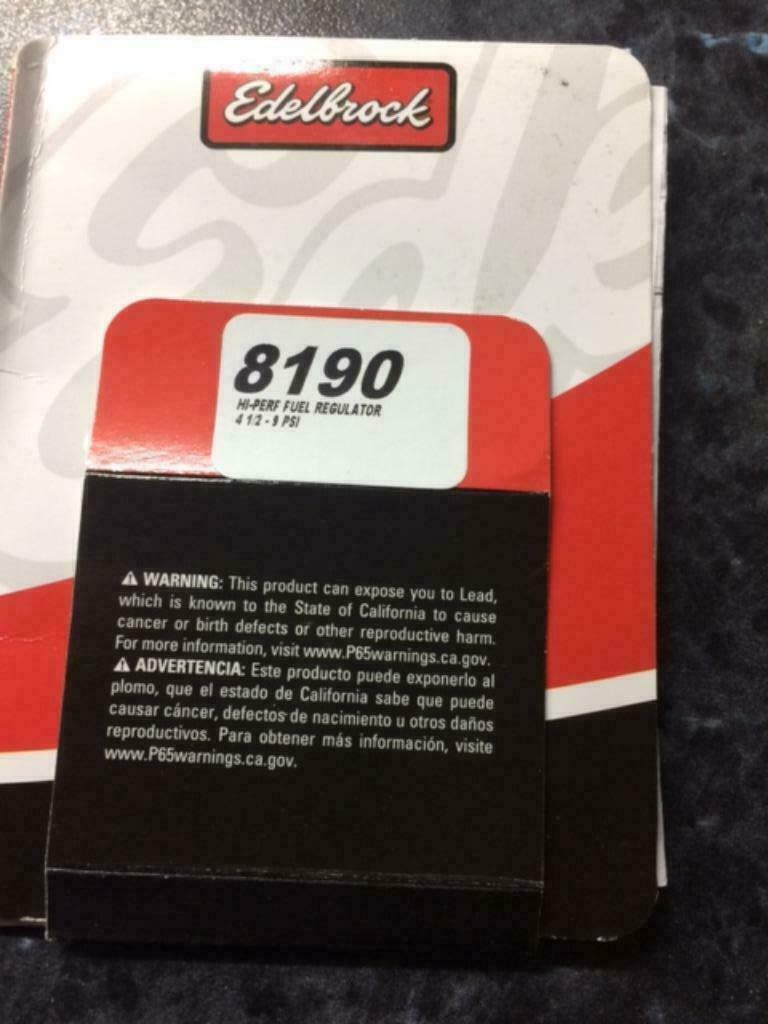 Edelbrock
8190
HI-PERF FUEL REGULATOR
4 1/2 - 9 PSI
⚠ WARNING: This product can expose you to Lead,
which is known to the State of California to cause
cancer or birth defects or other reproductive harm.
For more information, visit www.P65warnings.ca.gov.
⚠ ADVERTENCIA: Este producto puede exponerlo al
plomo, que el estado de California sabe que puede
causar cáncer, defectos de nacimiento u otros daños
reproductivos. Para obtener más información, visite
www.P65warnings.ca.gov.